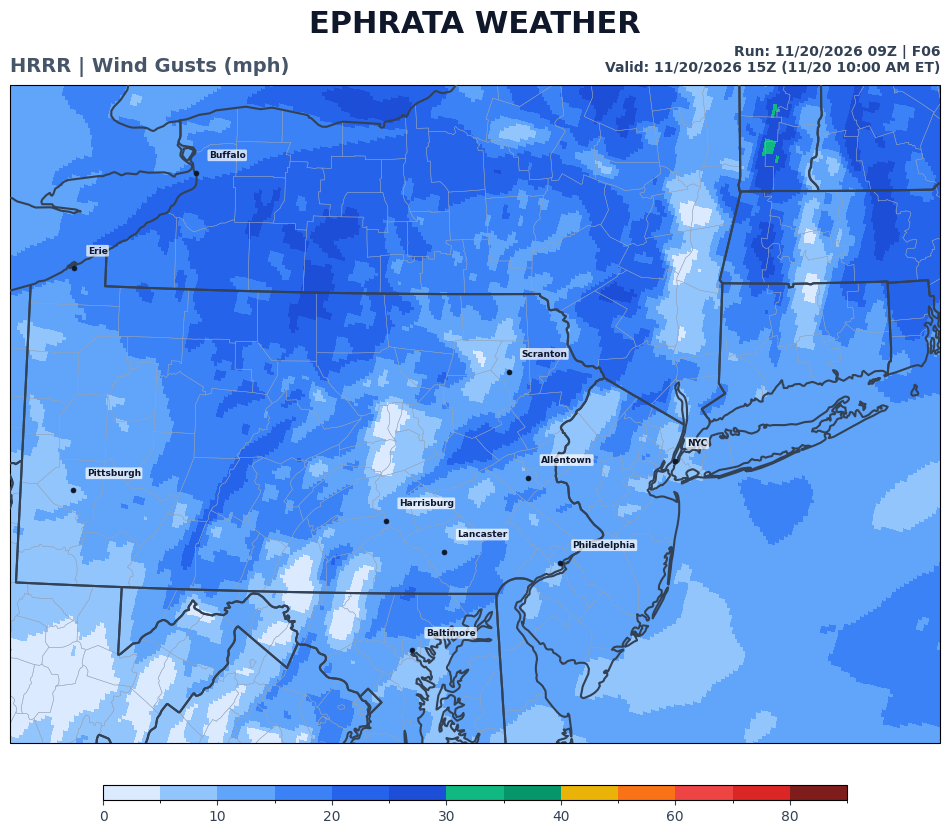 EPHRATA WEATHER
HRRR | Wind Gusts (mph)
Run: 11/20/2026 09Z | F06
Valid: 11/20/2026 15Z (11/20 10:00 AM ET)
Buffalo
Erie
Scranton
NYC
Allentown
Pittsburgh
Harrisburg
Lancaster
Philadelphia
Baltimore
0 10 20 30 40 60 80